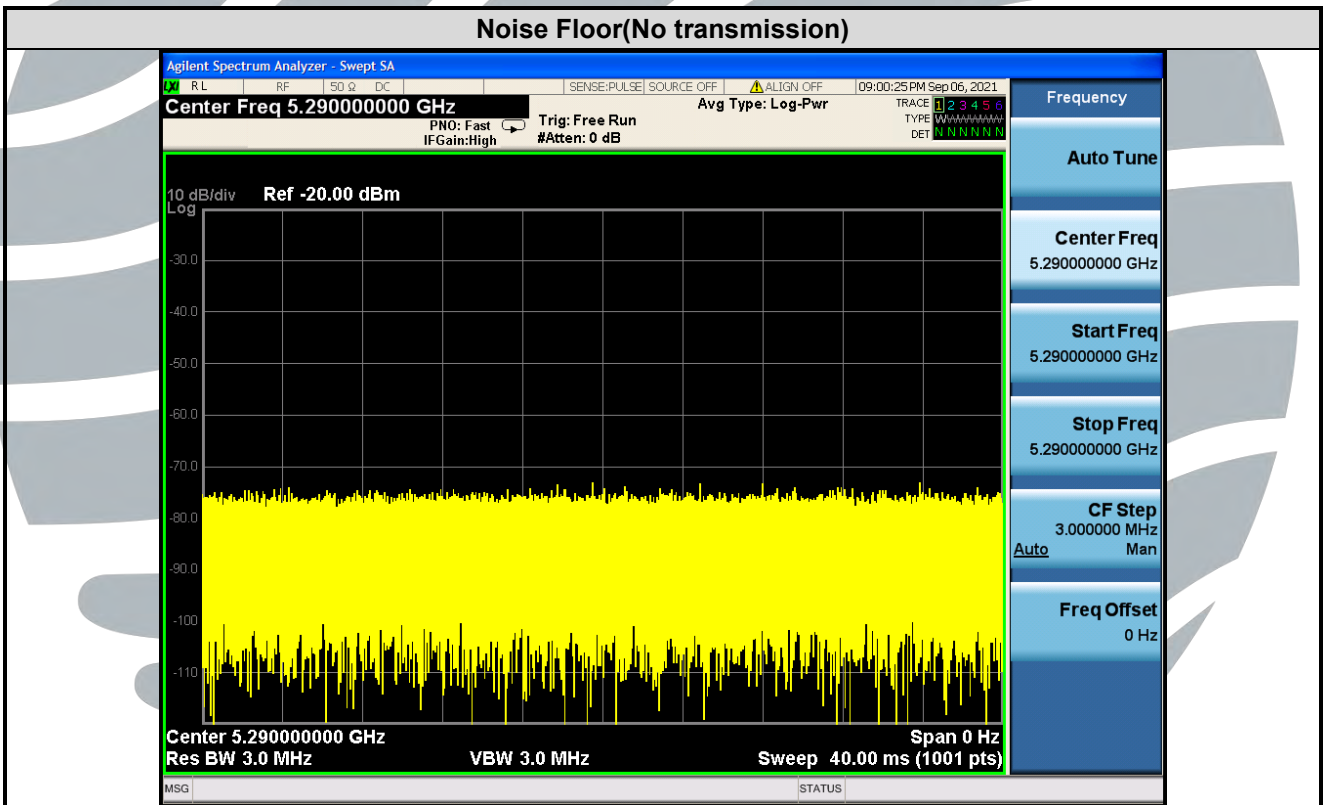 Noise Floor(No transmission)
Agilent Spectrum Analyzer - Swept SA
LXI RL RF 50 Ω DC SENSE:PULSE SOURCE OFF ALIGN OFF 09:00:25 PM Sep 06, 2021
Center Freq 5.290000000 GHz
PNO: Fast
IFGain:High
Trig: Free Run
#Atten: 0 dB
Avg Type: Log-Pwr
TRACE 1 2 3 4 5 6
TYPE WWWWWW
DET N N N N N N
10 dB/div Ref -20.00 dBm
Log
-30.0
-40.0
-50.0
-60.0
-70.0
-80.0
-90.0
-100
-110
Center 5.290000000 GHz Span 0 Hz
Res BW 3.0 MHz VBW 3.0 MHz Sweep 40.00 ms (1001 pts)
MSG STATUS
Frequency
Auto Tune
Center Freq
5.290000000 GHz
Start Freq
5.290000000 GHz
Stop Freq
5.290000000 GHz
CF Step
3.000000 MHz
Auto Man
Freq Offset
0 Hz